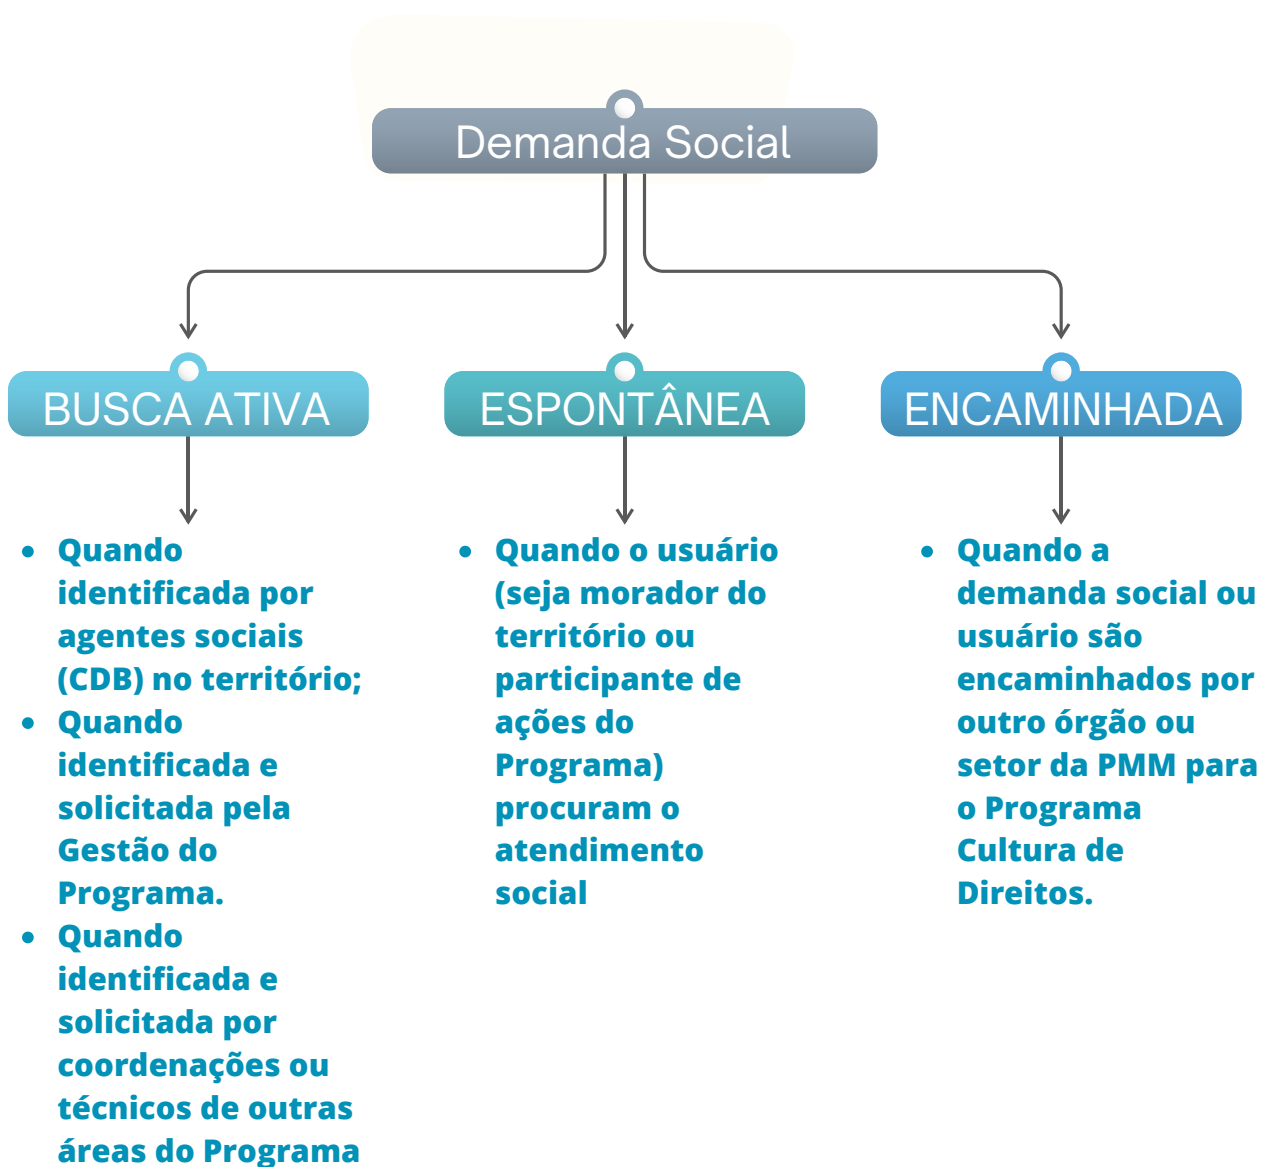 Demanda Social
BUSCA ATIVA
ESPONTÂNEA
ENCAMINHADA
• Quando
identificada por
agentes sociais
(CDB) no território;
• Quando
identificada e
solicitada pela
Gestão do
Programa.
• Quando
identificada e
solicitada por
coordenações ou
técnicos de outras
áreas do Programa
• Quando o usuário
(seja morador do
território ou
participante de
ações do
Programa)
procuram o
atendimento
social
• Quando a
demanda social ou
usuário são
encaminhados por
outro órgão ou
setor da PMM para
o Programa
Cultura de
Direitos.